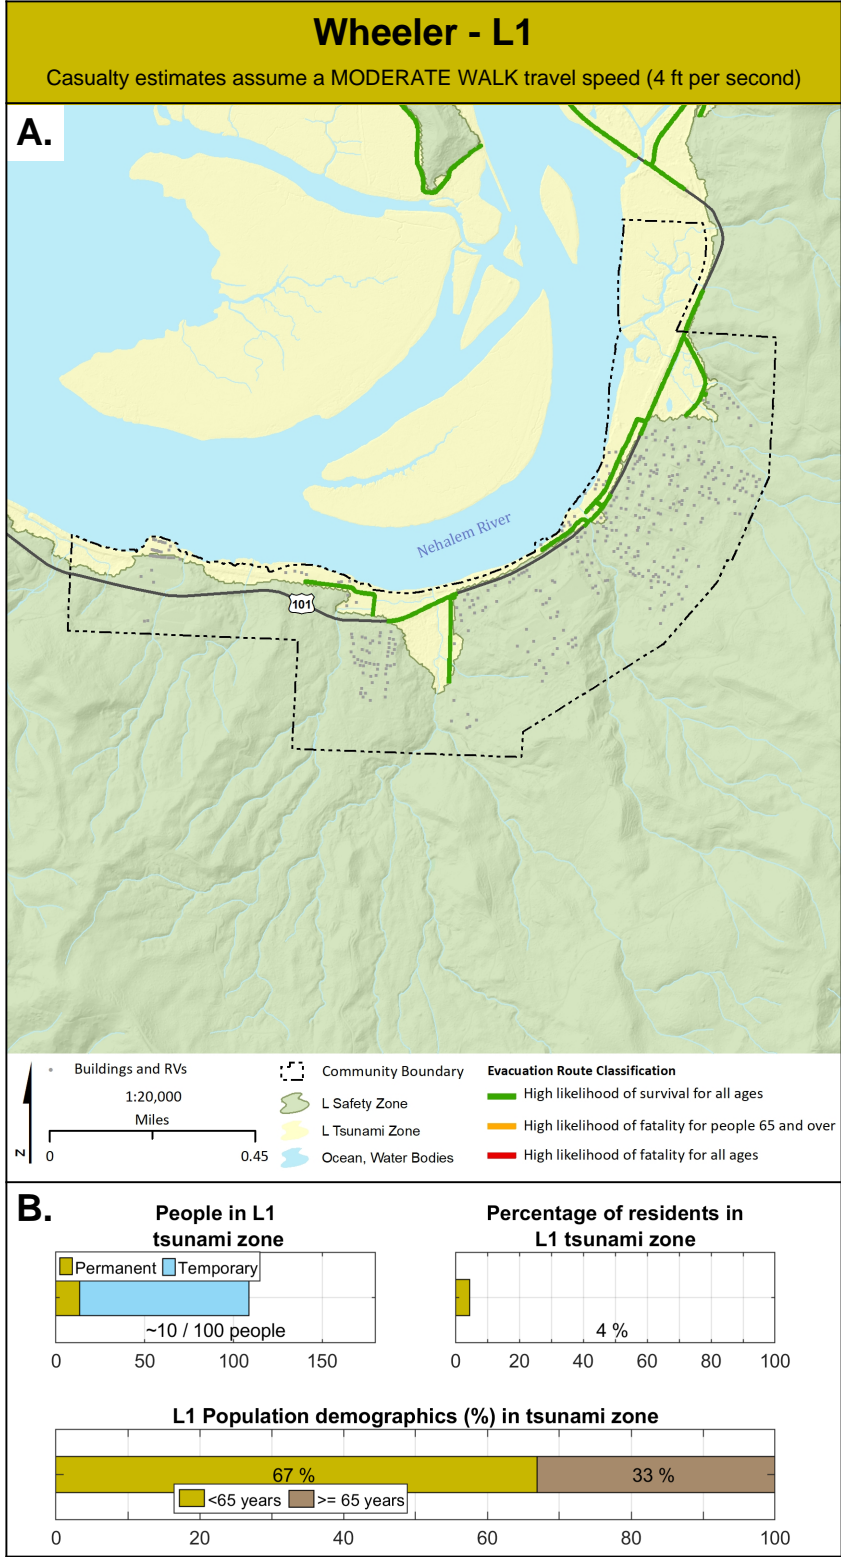 Wheeler - L1
Casualty estimates assume a MODERATE WALK travel speed (4 ft per second)
A.
Nehalem River
101
Buildings and RVs
1:20,000
Miles
0 0.45
N
Community Boundary
L Safety Zone
L Tsunami Zone
Ocean, Water Bodies
Evacuation Route Classification
High likelihood of survival for all ages
High likelihood of fatality for people 65 and over
High likelihood of fatality for all ages
B.
People in L1
tsunami zone
Permanent Temporary
~10 / 100 people
0 50 100 150
Percentage of residents in
L1 tsunami zone
4 %
0 20 40 60 80 100
L1 Population demographics (%) in tsunami zone
67 % 33 %
<65 years >= 65 years
0 20 40 60 80 100